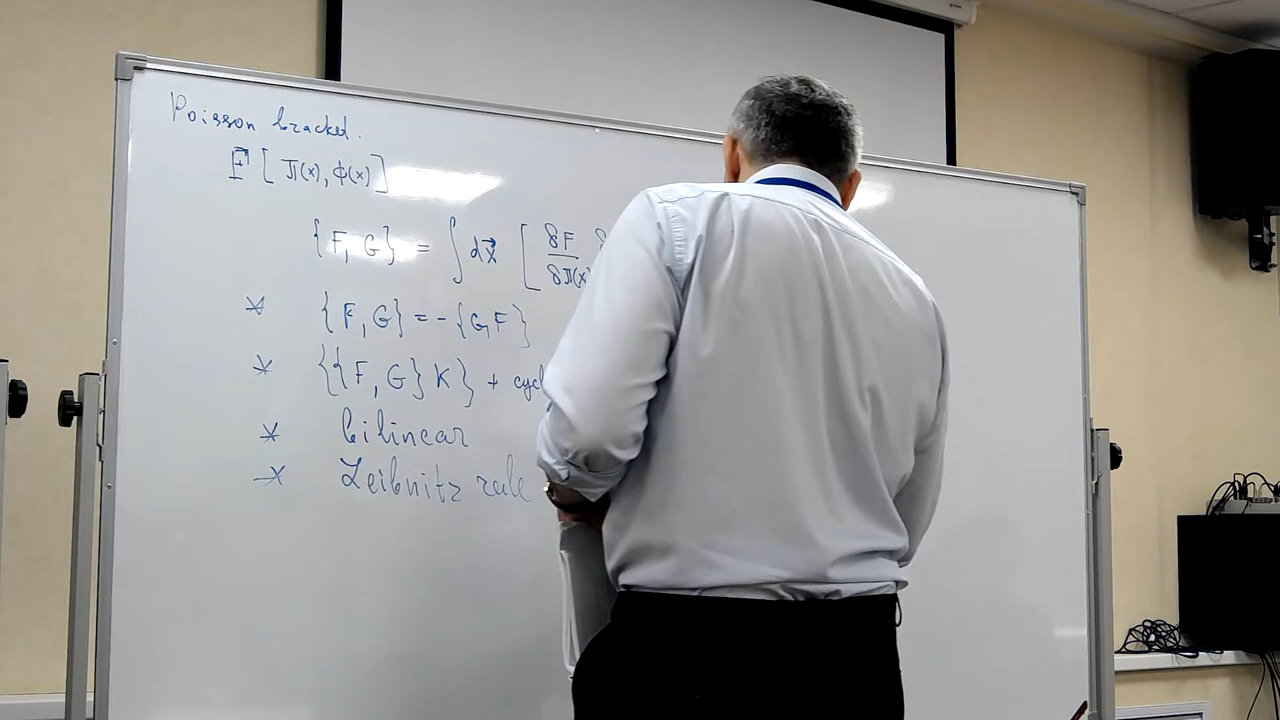 Poisson bracket.
F [ π(x), φ(x) ]
{F, G} = ∫ dx⃗ [ δF δ
δπ(x)
* {F, G} = - {G, F}
* {{F, G} K} + cycl
* bilinear
* Leibnitz rule